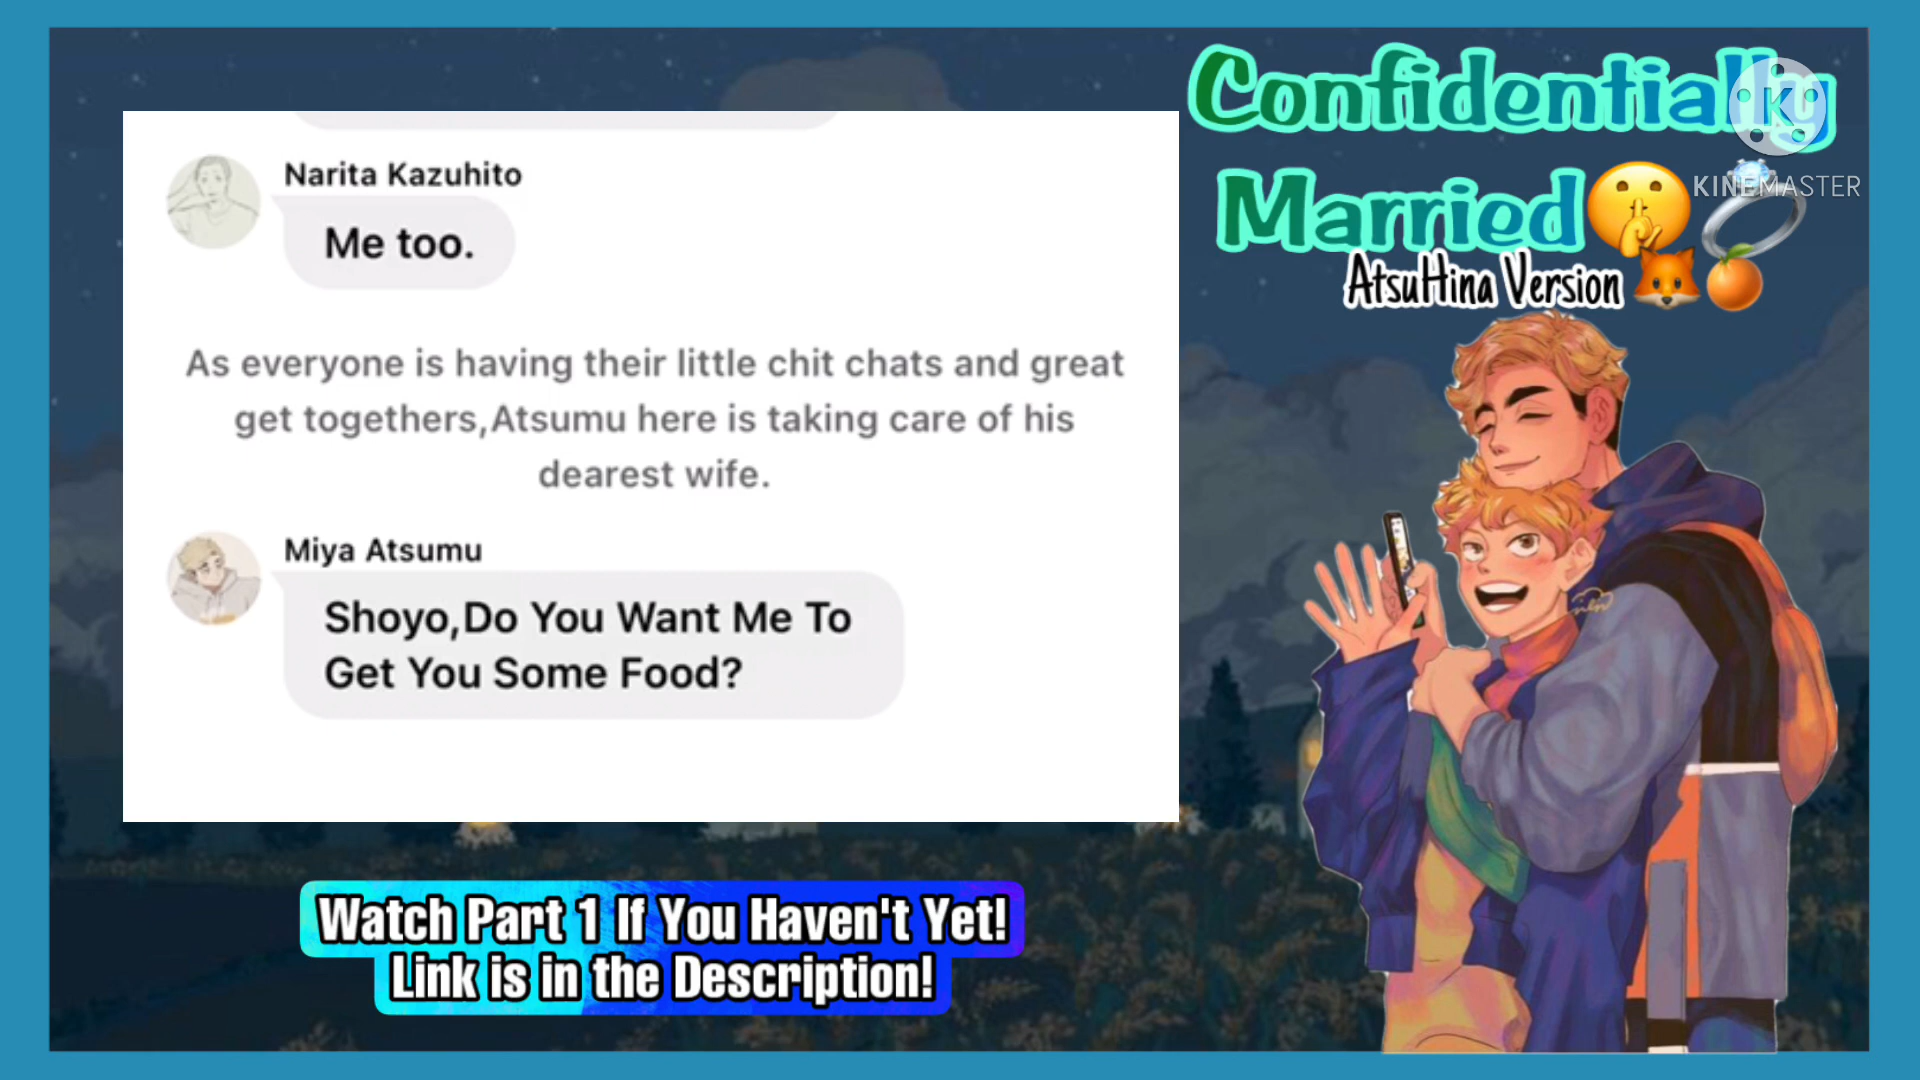 Confidentially
Married
AtsuHina Version
KINEMASTER
Narita Kazuhito
Me too.
As everyone is having their little chit chats and great
get togethers,Atsumu here is taking care of his
dearest wife.
Miya Atsumu
Shoyo,Do You Want Me To
Get You Some Food?
Watch Part 1 If You Haven't Yet!
Link is in the Description!